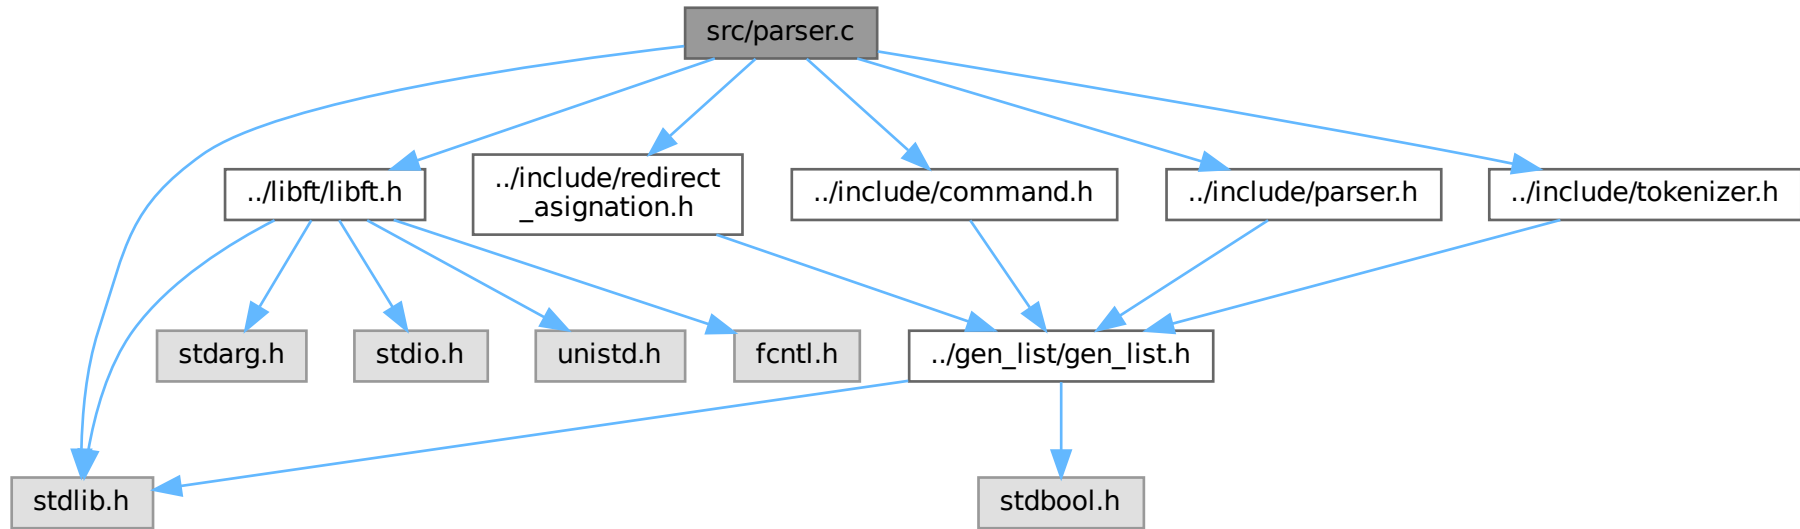 src/parser.c
../libft/libft.h
../include/redirect
_asignation.h
../include/command.h
../include/parser.h
../include/tokenizer.h
stdarg.h
stdio.h
unistd.h
fcntl.h
../gen_list/gen_list.h
stdlib.h
stdbool.h